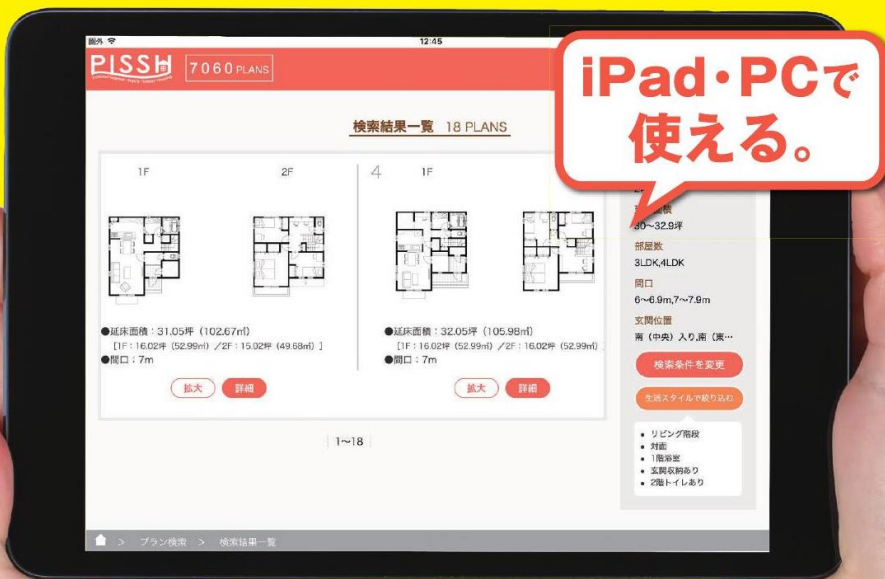 圏外
12:45
PISSH
7060 PLANS
iPad・PCで
使える。
検索結果一覧 18 PLANS
1F 2F
4 1F
●延床面積：31.05坪（102.67㎡）
［1F：16.02坪（52.99㎡）／2F：15.02坪（49.68㎡）］
●間口：7m
拡大 詳細
●延床面積：32.05坪（105.98㎡）
［1F：16.02坪（52.99㎡）／2F：16.02坪（52.99㎡）
●間口：7m
拡大 詳細
1〜18
30〜32.9坪
部屋数
3LDK,4LDK
間口
6〜6.9m,7〜7.9m
玄関位置
南（中央）入り,南（東…
検索条件を変更
生活スタイルで絞り込む
• リビング階段
• 対面
• 1階浴室
• 玄関収納あり
• 2階トイレあり
＞ プラン検索 ＞ 検索結果一覧